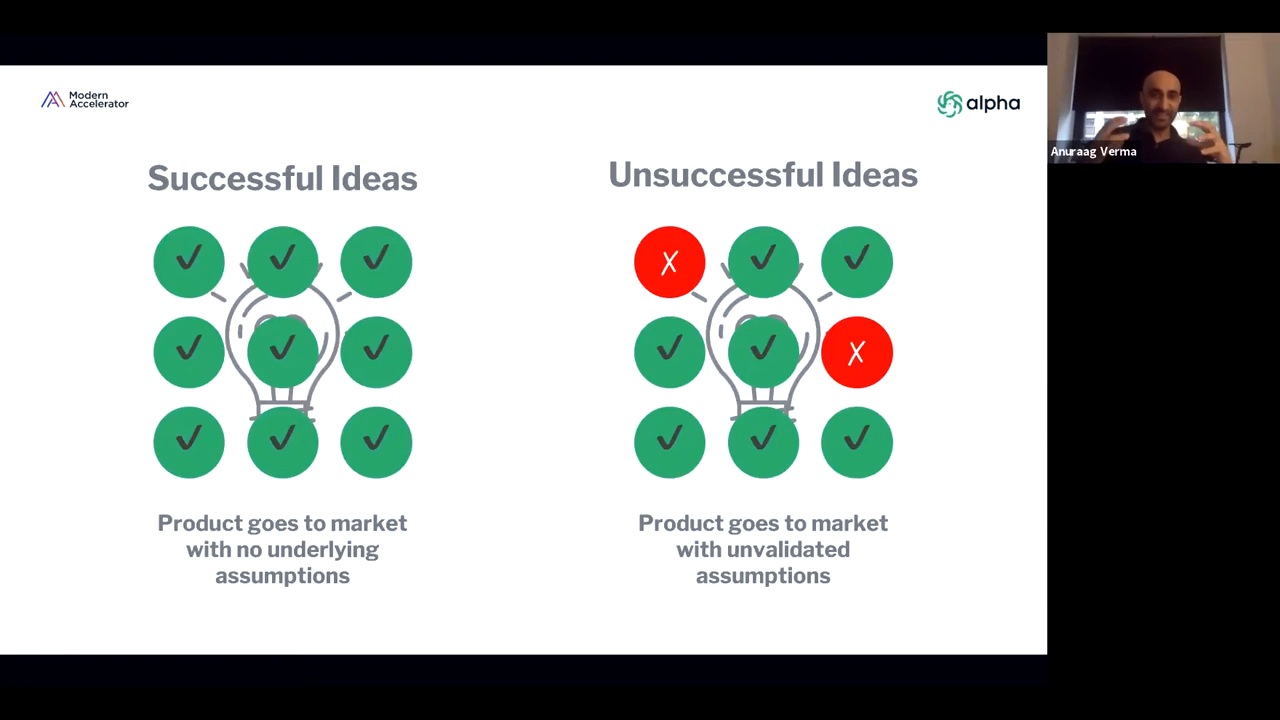 Modern
Accelerator
alpha
Anuraag Verma
Successful Ideas
Unsuccessful Ideas
X
X
Product goes to market
with no underlying
assumptions
Product goes to market
with unvalidated
assumptions